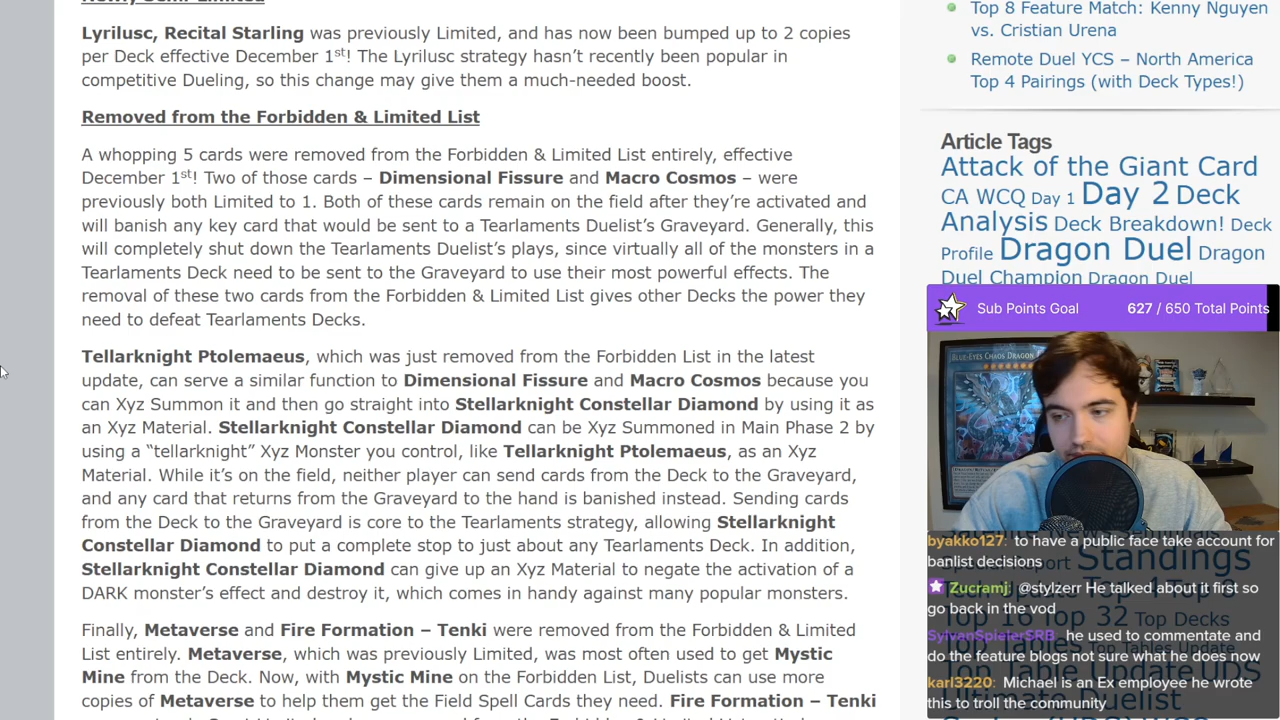 Lyrilusc, Recital Starling was previously Limited, and has now been bumped up to 2 copies
per Deck effective December 1st! The Lyrilusc strategy hasn't recently been popular in
competitive Dueling, so this change may give them a much-needed boost.
Removed from the Forbidden & Limited List
A whopping 5 cards were removed from the Forbidden & Limited List entirely, effective
December 1st! Two of those cards – Dimensional Fissure and Macro Cosmos – were
previously both Limited to 1. Both of these cards remain on the field after they're activated and
will banish any key card that would be sent to a Tearlaments Duelist's Graveyard. Generally, this
will completely shut down the Tearlaments Duelist's plays, since virtually all of the monsters in a
Tearlaments Deck need to be sent to the Graveyard to use their most powerful effects. The
removal of these two cards from the Forbidden & Limited List gives other Decks the power they
need to defeat Tearlaments Decks.
Tellarknight Ptolemaeus, which was just removed from the Forbidden List in the latest
update, can serve a similar function to Dimensional Fissure and Macro Cosmos because you
can Xyz Summon it and then go straight into Stellarknight Constellar Diamond by using it as
an Xyz Material. Stellarknight Constellar Diamond can be Xyz Summoned in Main Phase 2 by
using a "tellarknight" Xyz Monster you control, like Tellarknight Ptolemaeus, as an Xyz
Material. While it's on the field, neither player can send cards from the Deck to the Graveyard,
and any card that returns from the Graveyard to the hand is banished instead. Sending cards
from the Deck to the Graveyard is core to the Tearlaments strategy, allowing Stellarknight
Constellar Diamond to put a complete stop to just about any Tearlaments Deck. In addition,
Stellarknight Constellar Diamond can give up an Xyz Material to negate the activation of a
DARK monster's effect and destroy it, which comes in handy against many popular monsters.
Finally, Metaverse and Fire Formation – Tenki were removed from the Forbidden & Limited
List entirely. Metaverse, which was previously Limited, was most often used to get Mystic
Mine from the Deck. Now, with Mystic Mine on the Forbidden List, Duelists can use more
copies of Metaverse to help them get the Field Spell Cards they need. Fire Formation – Tenki
Top 8 Feature Match: Kenny Nguyen
vs. Cristian Urena
Remote Duel YCS – North America
Top 4 Pairings (with Deck Types!)
Article Tags
Attack of the Giant Card
CA WCQ Day 1 Day 2 Deck
Analysis Deck Breakdown! Deck
Profile Dragon Duel Dragon
Duel Champion Dragon Duel
Sub Points Goal 627 / 650 Total Points
BLUE-EYES CHAOS DRAGON
byakko127: to have a public face take account for
banlist decisions
Standings
Zucramj: @stylzerr He talked about it first so
go back in the vod
Top 32 Top Decks
SylvanSpielerSRB: he used to commentate and
do the feature blogs not sure what he does now
karl3220: Michael is an Ex employee he wrote
this to troll the community